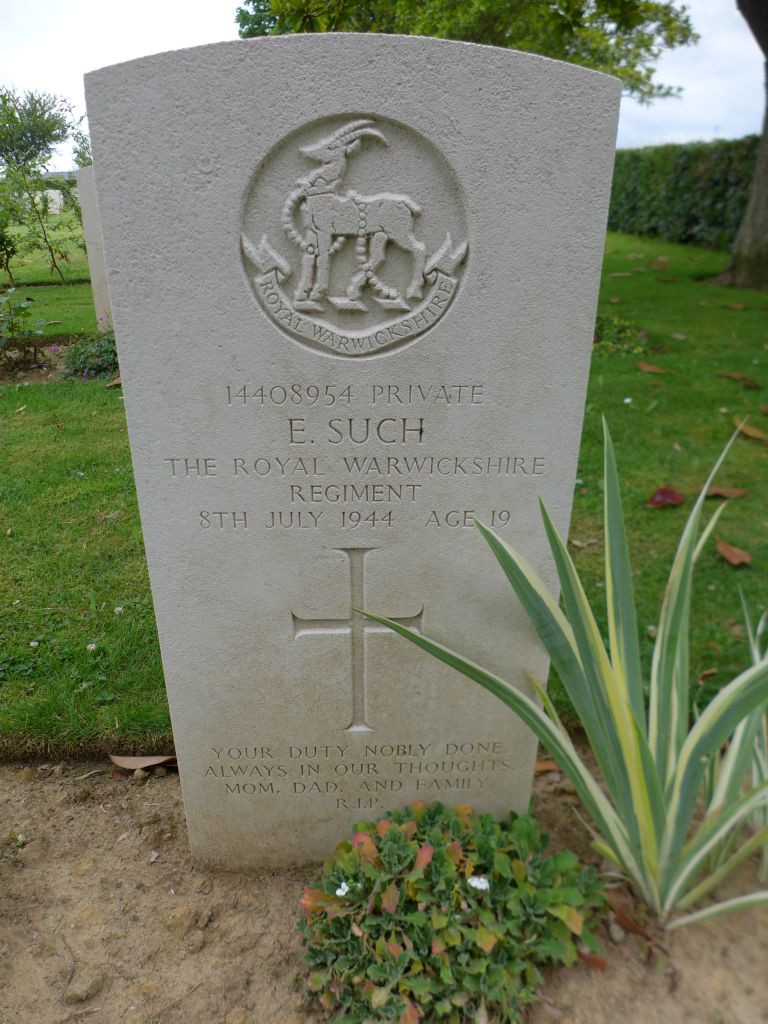 ROYAL WARWICKSHIRE
14408954 PRIVATE
E. SUCH
THE ROYAL WARWICKSHIRE
REGIMENT
8TH JULY 1944 AGE 19
YOUR DUTY NOBLY DONE.
ALWAYS IN OUR THOUGHTS.
MOM, DAD, AND FAMILY
R.I.P.